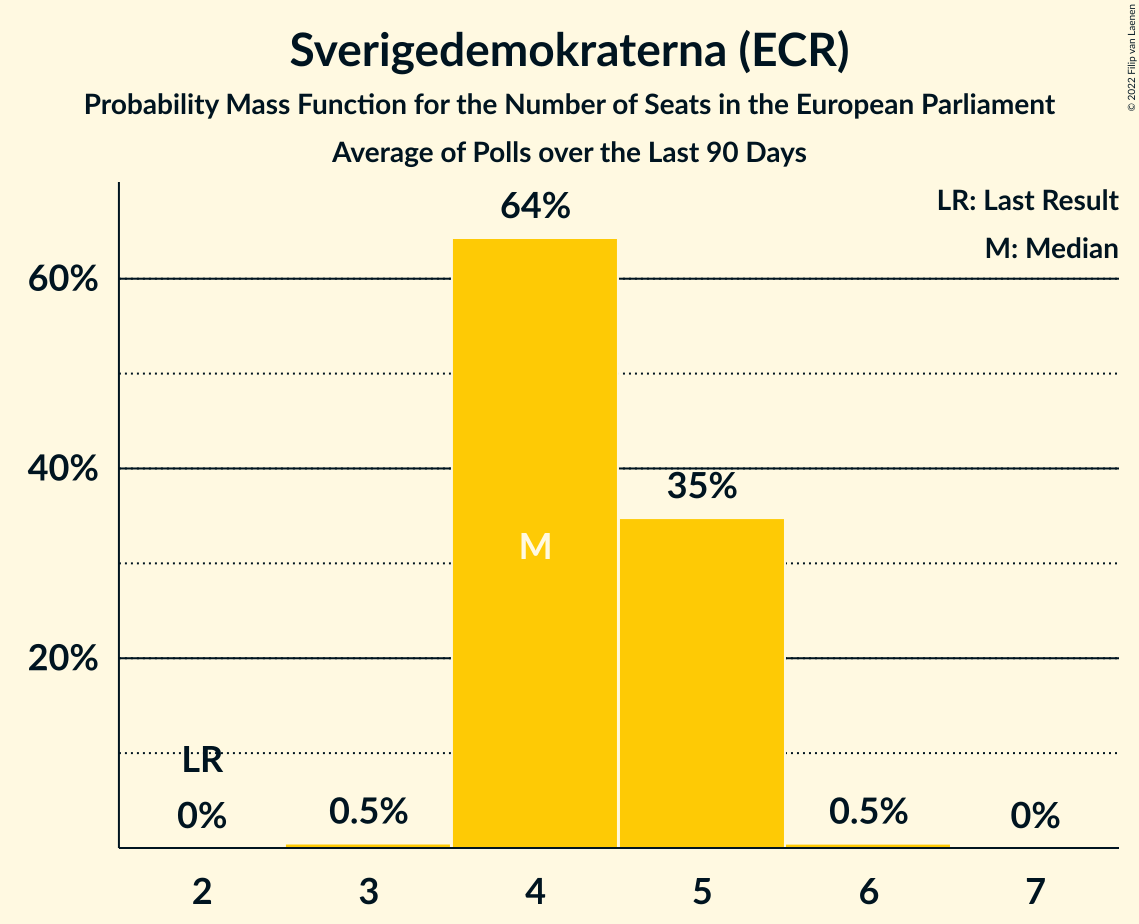 Sverigedemokraterna (ECR)
Probability Mass Function for the Number of Seats in the European Parliament
Average of Polls over the Last 90 Days
© 2022 Filip van Laenen
LR: Last Result
M: Median
64%
60%
40%
35%
M
20%
LR
0%
0.5%
0.5%
0%
2
3
4
5
6
7